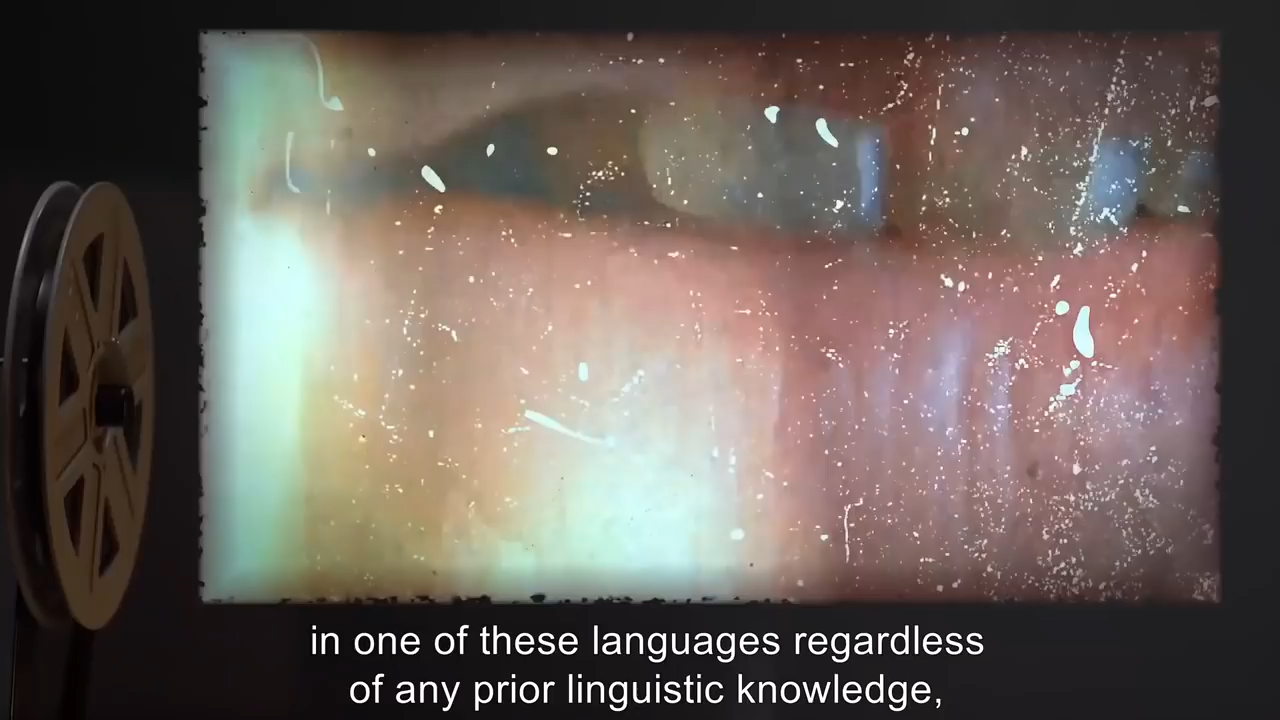 in one of these languages regardless
of any prior linguistic knowledge,